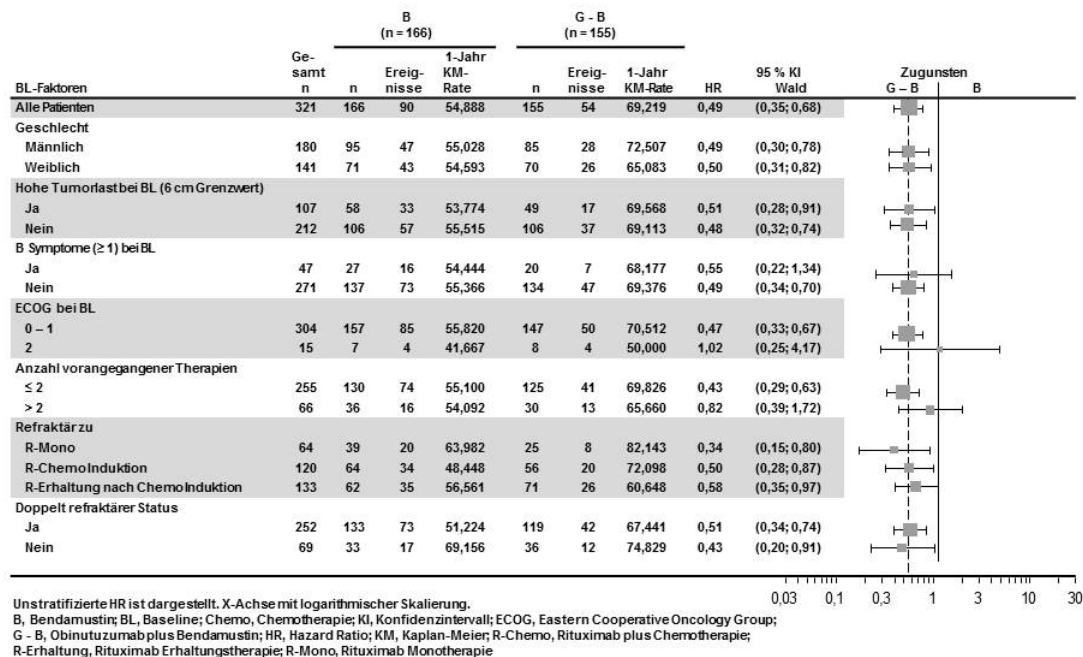 B G - B
(n = 166) (n = 155)
BL-Faktoren Ge-samt n n Ereig-nisse 1-Jahr KM-Rate n Ereig-nisse 1-Jahr KM-Rate HR 95 % KI Wald Zugunsten G – B B
Alle Patienten 321 166 90 54,888 155 54 69,219 0,49 (0,35; 0,68)
Geschlecht
Männlich 180 95 47 55,028 85 28 72,507 0,49 (0,30; 0,78)
Weiblich 141 71 43 54,593 70 26 65,083 0,50 (0,31; 0,82)
Hohe Tumorlast bei BL (6 cm Grenzwert)
Ja 107 58 33 53,774 49 17 69,568 0,51 (0,28; 0,91)
Nein 212 106 57 55,515 106 37 69,113 0,48 (0,32; 0,74)
B Symptome (≥ 1) bei BL
Ja 47 27 16 54,444 20 7 68,177 0,55 (0,22; 1,34)
Nein 271 137 73 55,366 134 47 69,376 0,49 (0,34; 0,70)
ECOG bei BL
0 – 1 304 157 85 55,820 147 50 70,512 0,47 (0,33; 0,67)
2 15 7 4 41,667 8 4 50,000 1,02 (0,25; 4,17)
Anzahl vorangegangener Therapien
≤ 2 255 130 74 55,100 125 41 69,826 0,43 (0,29; 0,63)
> 2 66 36 16 54,092 30 13 65,660 0,82 (0,39; 1,72)
Refraktär zu
R-Mono 64 39 20 63,982 25 8 82,143 0,34 (0,15; 0,80)
R-Chemo Induktion 120 64 34 48,448 56 20 72,098 0,50 (0,28; 0,87)
R-Erhaltung nach Chemo Induktion 133 62 35 56,561 71 26 60,648 0,58 (0,35; 0,97)
Doppelt refraktärer Status
Ja 252 133 73 51,224 119 42 67,441 0,51 (0,34; 0,74)
Nein 69 33 17 69,156 36 12 74,829 0,43 (0,20; 0,91)
0,03 0,1 0,3 1 3 10 30
Unstratifizierte HR ist dargestellt. X-Achse mit logarithmischer Skalierung.
B, Bendamustin; BL, Baseline; Chemo, Chemotherapie; KI, Konfidenzintervall; ECOG, Eastern Cooperative Oncology Group;
G - B, Obinutuzumab plus Bendamustin; HR, Hazard Ratio; KM, Kaplan-Meier; R-Chemo, Rituximab plus Chemotherapie;
R-Erhaltung, Rituximab Erhaltungstherapie; R-Mono, Rituximab Monotherapie